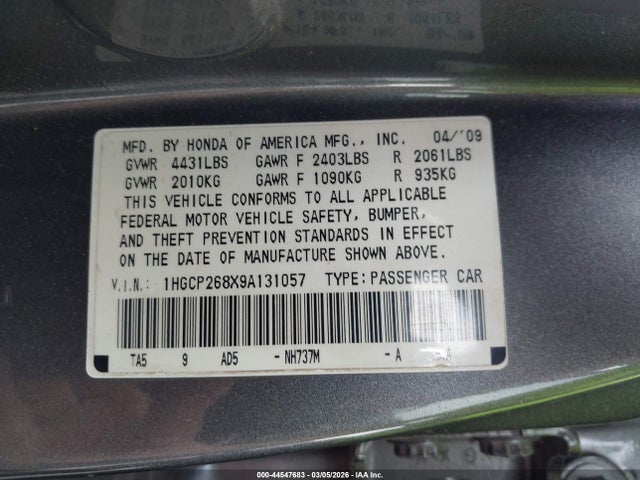 MFD. BY HONDA OF AMERICA MFG., INC. 04/'09
GVWR 4431LBS GAWR F 2403LBS R 2061LBS
GVWR 2010KG GAWR F 1090KG R 935KG
THIS VEHICLE CONFORMS TO ALL APPLICABLE
FEDERAL MOTOR VEHICLE SAFETY, BUMPER,
AND THEFT PREVENTION STANDARDS IN EFFECT
ON THE DATE OF MANUFACTURE SHOWN ABOVE.
V.I.N.: 1HGCP268X9A131057 TYPE: PASSENGER CAR
TA5 9 AD5 - NH737M - A - A
000-44547683 - 03/05/2026 - IAA Inc.